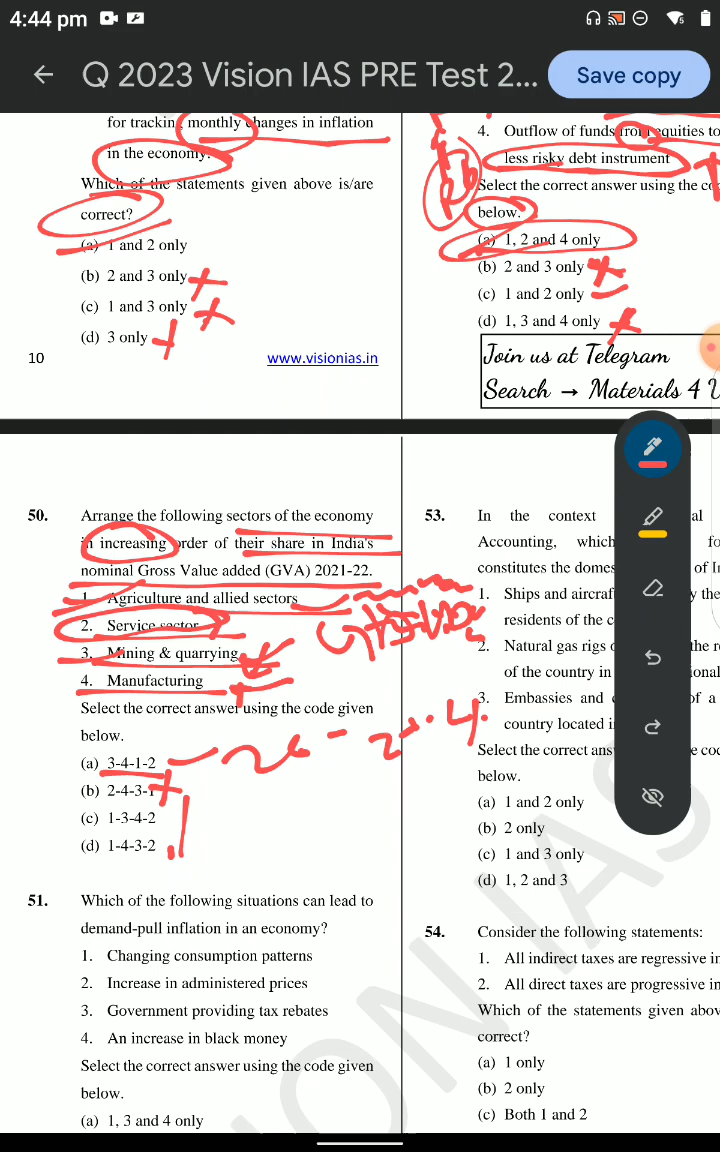 4:44 pm
Q 2023 Vision IAS PRE Test 2...
Save copy
for tracking monthly changes in inflation
in the economy.
Which of the statements given above is/are
correct?
(a) 1 and 2 only
(b) 2 and 3 only
(c) 1 and 3 only
(d) 3 only
10
www.visionias.in
50. Arrange the following sectors of the economy
in increasing order of their share in India's
nominal Gross Value added (GVA) 2021-22.
1. Agriculture and allied sectors
2. Service sector
3. Mining & quarrying
4. Manufacturing
Select the correct answer using the code given
below.
(a) 3-4-1-2
(b) 2-4-3-1
(c) 1-3-4-2
(d) 1-4-3-2
51. Which of the following situations can lead to
demand-pull inflation in an economy?
1. Changing consumption patterns
2. Increase in administered prices
3. Government providing tax rebates
4. An increase in black money
Select the correct answer using the code given
below.
(a) 1, 3 and 4 only
4. Outflow of funds from equities to
less risky debt instrument
Select the correct answer using the co
below.
(a) 1, 2 and 4 only
(b) 2 and 3 only
(c) 1 and 2 only
(d) 1, 3 and 4 only
Join us at Telegram
Search → Materials 4 U
53. In the context al
Accounting, which fo
constitutes the domes of In
1. Ships and aircraf y the
residents of the c
2. Natural gas rigs o the r
of the country in ional
3. Embassies and of a
country located i
Select the correct ans e cod
below.
(a) 1 and 2 only
(b) 2 only
(c) 1 and 3 only
(d) 1, 2 and 3
54. Consider the following statements:
1. All indirect taxes are regressive in
2. All direct taxes are progressive in
Which of the statements given abov
correct?
(a) 1 only
(b) 2 only
(c) Both 1 and 2